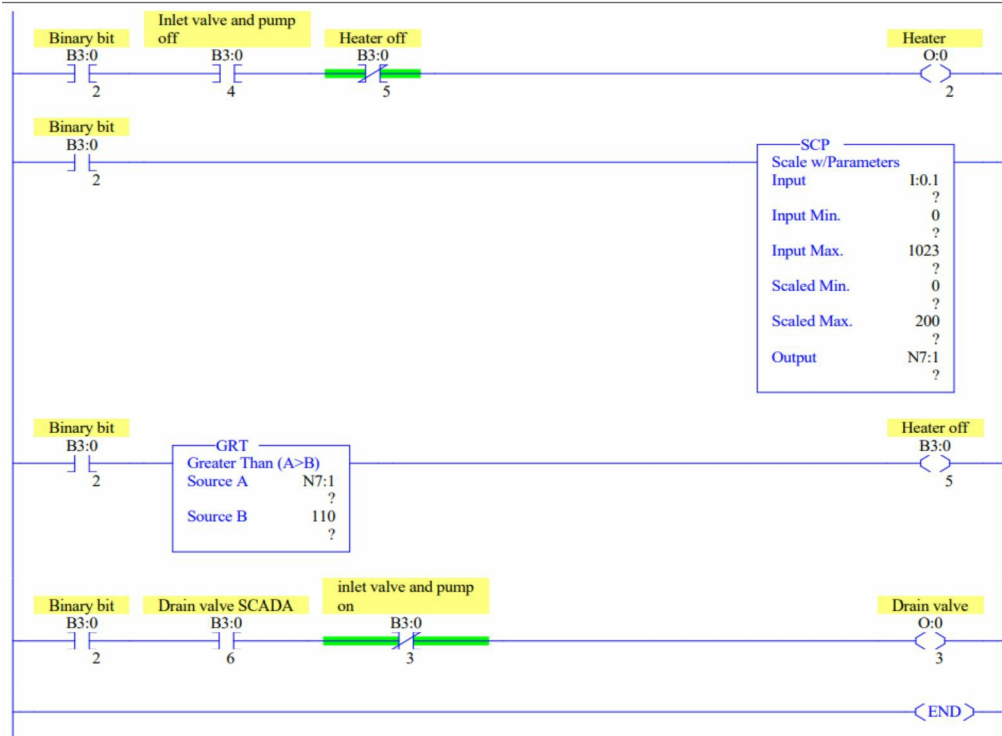 Inlet valve and pump
Binary bit off Heater off Heater
B3:0 B3:0 B3:0 O:0
2 4 5 2
Binary bit
B3:0
2
SCP
Scale w/Parameters
Input I:0.1
?
Input Min. 0
?
Input Max. 1023
?
Scaled Min. 0
?
Scaled Max. 200
?
Output N7:1
?
Binary bit Heater off
B3:0 B3:0
2 5
GRT
Greater Than (A>B)
Source A N7:1
?
Source B 110
?
inlet valve and pump
Binary bit Drain valve SCADA on Drain valve
B3:0 B3:0 B3:0 O:0
2 6 3 3
END